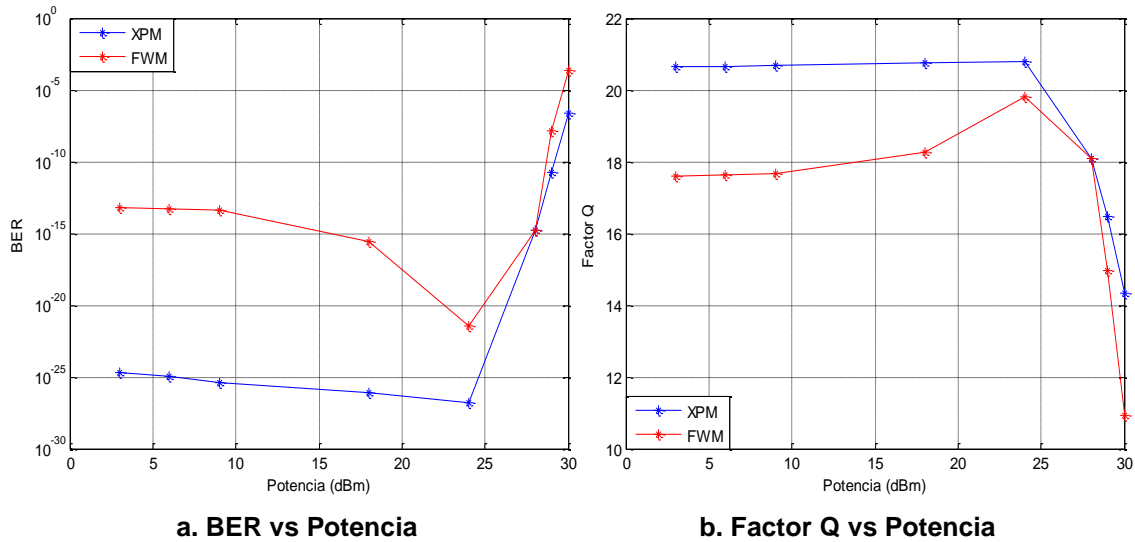 10^0
10^-5
10^-10
10^-15
10^-20
10^-25
10^-30
BER
XPM
FWM
0 5 10 15 20 25 30
Potencia (dBm)
a. BER vs Potencia
22
20
18
16
14
12
10
Factor Q
XPM
FWM
0 5 10 15 20 25 30
Potencia (dBm)
b. Factor Q vs Potencia